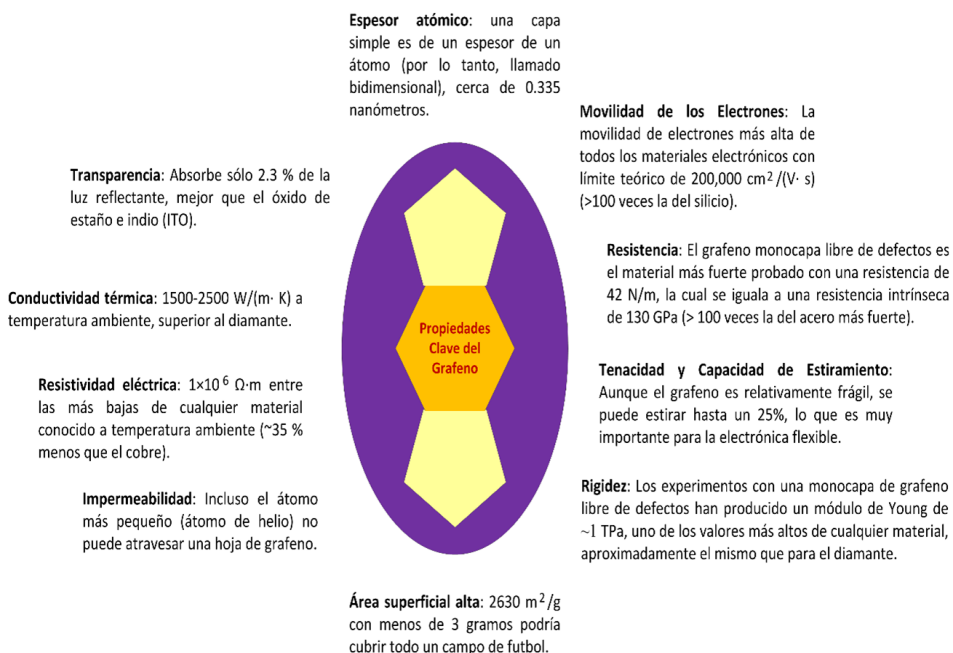 Espesor atómico: una capa
simple es de un espesor de un
átomo (por lo tanto, llamado
bidimensional), cerca de 0.335
nanómetros.
Movilidad de los Electrones: La
movilidad de electrones más alta de
todos los materiales electrónicos con
límite teórico de 200,000 cm²/(V· s)
(>100 veces la del silicio).
Transparencia: Absorbe sólo 2.3 % de la
luz reflectante, mejor que el óxido de
estaño e indio (ITO).
Resistencia: El grafeno monocapa libre de defectos es
el material más fuerte probado con una resistencia de
42 N/m, la cual se iguala a una resistencia intrínseca
de 130 GPa (> 100 veces la del acero más fuerte).
Conductividad térmica: 1500-2500 W/(m· K) a
temperatura ambiente, superior al diamante.
Propiedades
Clave del
Grafeno
Tenacidad y Capacidad de Estiramiento:
Aunque el grafeno es relativamente frágil, se
puede estirar hasta un 25%, lo que es muy
importante para la electrónica flexible.
Resistividad eléctrica: 1×10⁶ Ω·m entre
las más bajas de cualquier material
conocido a temperatura ambiente (~35 %
menos que el cobre).
Rigidez: Los experimentos con una monocapa de grafeno
libre de defectos han producido un módulo de Young de
~1 TPa, uno de los valores más altos de cualquier material,
aproximadamente el mismo que para el diamante.
Impermeabilidad: Incluso el átomo
más pequeño (átomo de helio) no
puede atravesar una hoja de grafeno.
Área superficial alta: 2630 m²/g
con menos de 3 gramos podría
cubrir todo un campo de futbol.